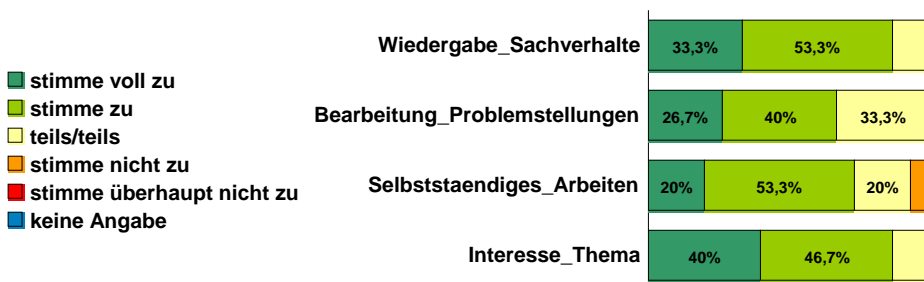 stimme voll zu
stimme zu
teils/teils
stimme nicht zu
stimme überhaupt nicht zu
keine Angabe
Wiedergabe_Sachverhalte 33,3% 53,3%
Bearbeitung_Problemstellungen 26,7% 40% 33,3%
Selbststaendiges_Arbeiten 20% 53,3% 20%
Interesse_Thema 40% 46,7%